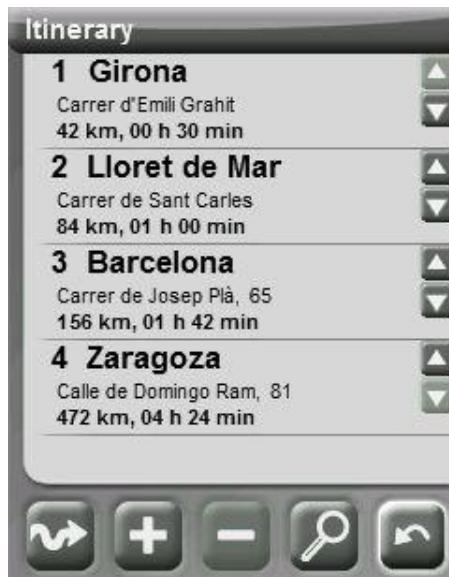 Itinerary
1 Girona
Carrer d'Emili Grahit
42 km, 00 h 30 min
2 Lloret de Mar
Carrer de Sant Carles
84 km, 01 h 00 min
3 Barcelona
Carrer de Josep Plà, 65
156 km, 01 h 42 min
4 Zaragoza
Calle de Domingo Ram, 81
472 km, 04 h 24 min